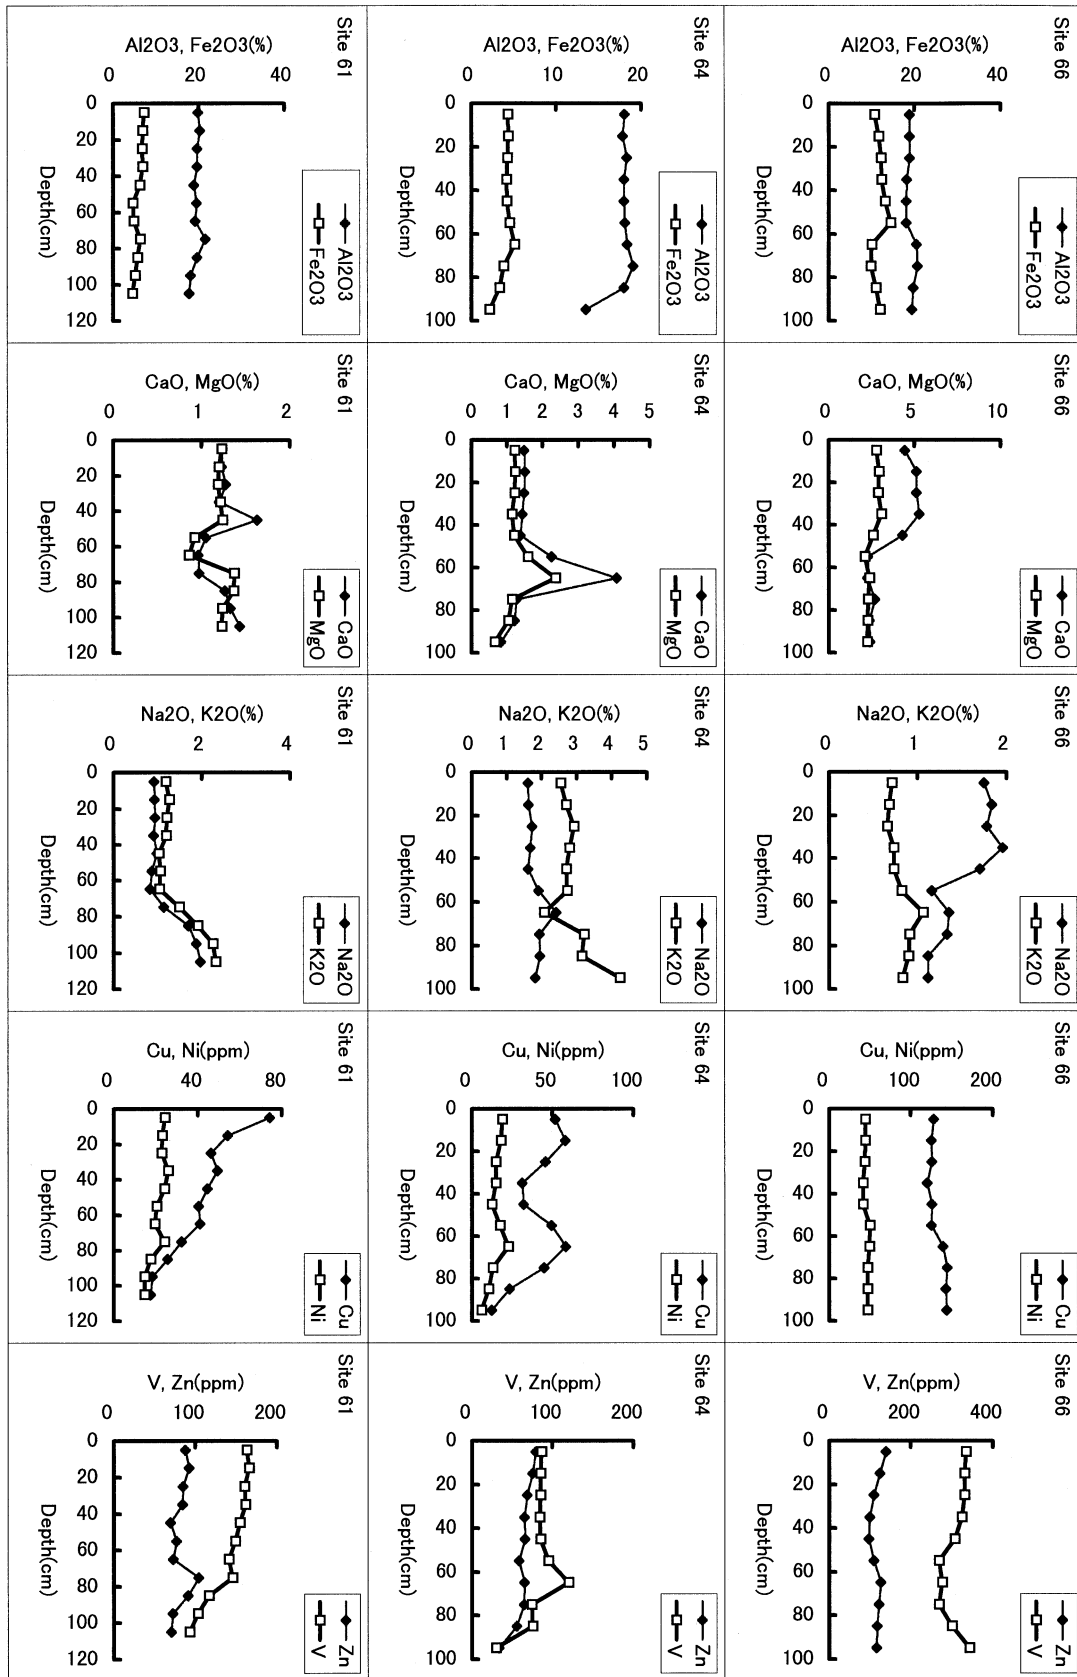 Site 61
Al2O3, Fe2O3(%)
0 20 40
0
20
40
60
80
100
120
Depth(cm)
Al2O3
Fe2O3
Site 64
Al2O3, Fe2O3(%)
0 10 20
0
20
40
60
80
100
Depth(cm)
Al2O3
Fe2O3
Site 66
Al2O3, Fe2O3(%)
0 20 40
0
20
40
60
80
100
Depth(cm)
Al2O3
Fe2O3
Site 61
CaO, MgO(%)
0 1 2
0
20
40
60
80
100
120
Depth(cm)
CaO
MgO
Site 64
CaO, MgO(%)
0 1 2 3 4 5
0
20
40
60
80
100
Depth(cm)
CaO
MgO
Site 66
CaO, MgO(%)
0 5 10
0
20
40
60
80
100
Depth(cm)
CaO
MgO
Site 61
Na2O, K2O(%)
0 2 4
0
20
40
60
80
100
120
Depth(cm)
Na2O
K2O
Site 64
Na2O, K2O(%)
0 1 2 3 4 5
0
20
40
60
80
100
Depth(cm)
Na2O
K2O
Site 66
Na2O, K2O(%)
0 1 2
0
20
40
60
80
100
Depth(cm)
Na2O
K2O
Site 61
Cu, Ni(ppm)
0 40 80
0
20
40
60
80
100
120
Depth(cm)
Cu
Ni
Site 64
Cu, Ni(ppm)
0 50 100
0
20
40
60
80
100
Depth(cm)
Cu
Ni
Site 66
Cu, Ni(ppm)
0 100 200
0
20
40
60
80
100
Depth(cm)
Cu
Ni
Site 61
V, Zn(ppm)
0 100 200
0
20
40
60
80
100
120
Depth(cm)
Zn
V
Site 64
V, Zn(ppm)
0 100 200
0
20
40
60
80
100
Depth(cm)
Zn
V
Site 66
V, Zn(ppm)
0 200 400
0
20
40
60
80
100
Depth(cm)
Zn
V